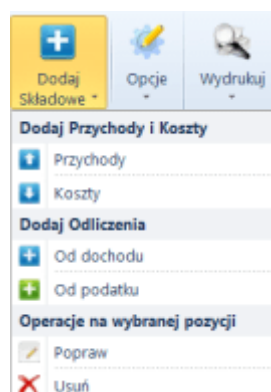 Dodaj Składowe
Opcje
Wydrukuj
Dodaj Przychody i Koszty
Przychody
Koszty
Dodaj Odliczenia
Od dochodu
Od podatku
Operacje na wybranej pozycji
Popraw
Usuń